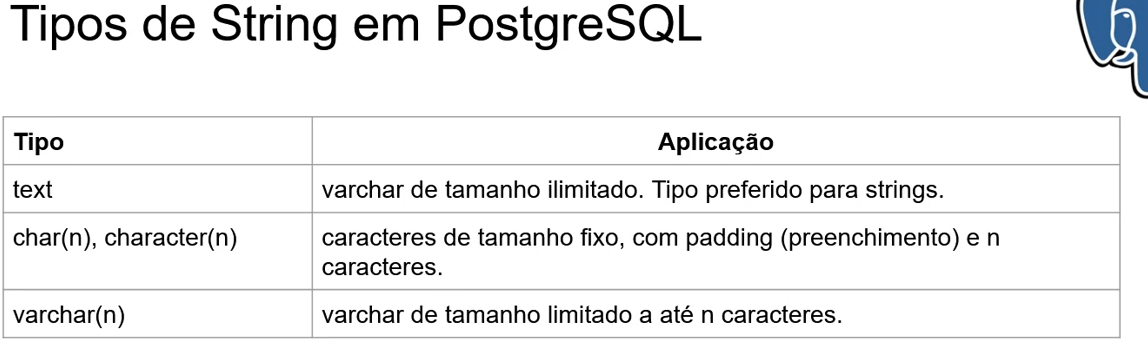 Tipos de String em PostgreSQL
Tipo
Aplicação
text
varchar de tamanho ilimitado. Tipo preferido para strings.
char(n), character(n)
caracteres de tamanho fixo, com padding (preenchimento) e n
caracteres.
varchar(n)
varchar de tamanho limitado a até n caracteres.